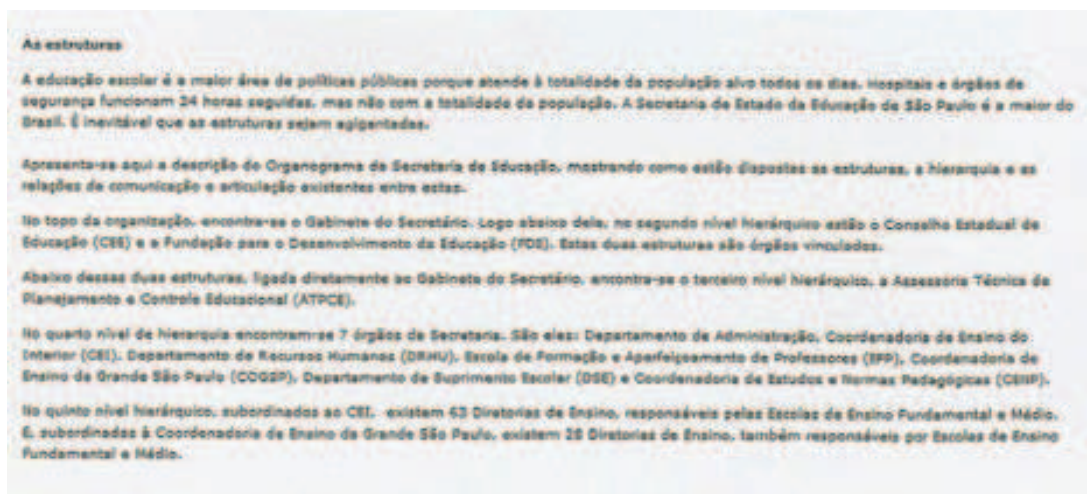 As estruturas
A educação escolar é a maior área de políticas públicas porque atende à totalidade da população alvo todos os dias. Hospitais e órgãos de
segurança funcionam 24 horas seguidas, mas não com a totalidade da população. A Secretaria de Estado da Educação de São Paulo é a maior do
Brasil. É inevitável que as estruturas sejam agigantadas.
Apresenta-se aqui a descrição do Organograma da Secretaria de Educação, mostrando como estão dispostas as estruturas, a hierarquia e as
relações de comunicação e articulação existentes entre estas.
No topo da organização, encontra-se o Gabinete do Secretário. Logo abaixo dele, no segundo nível hierárquico estão o Conselho Estadual de
Educação (CEE) e a Fundação para o Desenvolvimento da Educação (FDE). Estas duas estruturas são órgãos vinculados.
Abaixo dessas duas estruturas, ligada diretamente ao Gabinete do Secretário, encontra-se o terceiro nível hierárquico, a Assessoria Técnica de
Planejamento e Controle Educacional (ATPCE).
No quarto nível de hierarquia encontram-se 7 órgãos da Secretaria. São eles: Departamento de Administração, Coordenadoria de Ensino do
Interior (CEI), Departamento de Recursos Humanos (DRHU), Escola de Formação e Aperfeiçoamento de Professores (EFP), Coordenadoria de
Ensino da Grande São Paulo (COGSP), Departamento de Suprimento Escolar (DSE) e Coordenadoria de Estudos e Normas Pedagógicas (CENP).
No quinto nível hierárquico, subordinados ao CEI, existem 63 Diretorias de Ensino, responsáveis pelas Escolas de Ensino Fundamental e Médio.
E, subordinadas à Coordenadoria de Ensino da Grande São Paulo, existem 28 Diretorias de Ensino, também responsáveis por Escolas de Ensino
Fundamental e Médio.